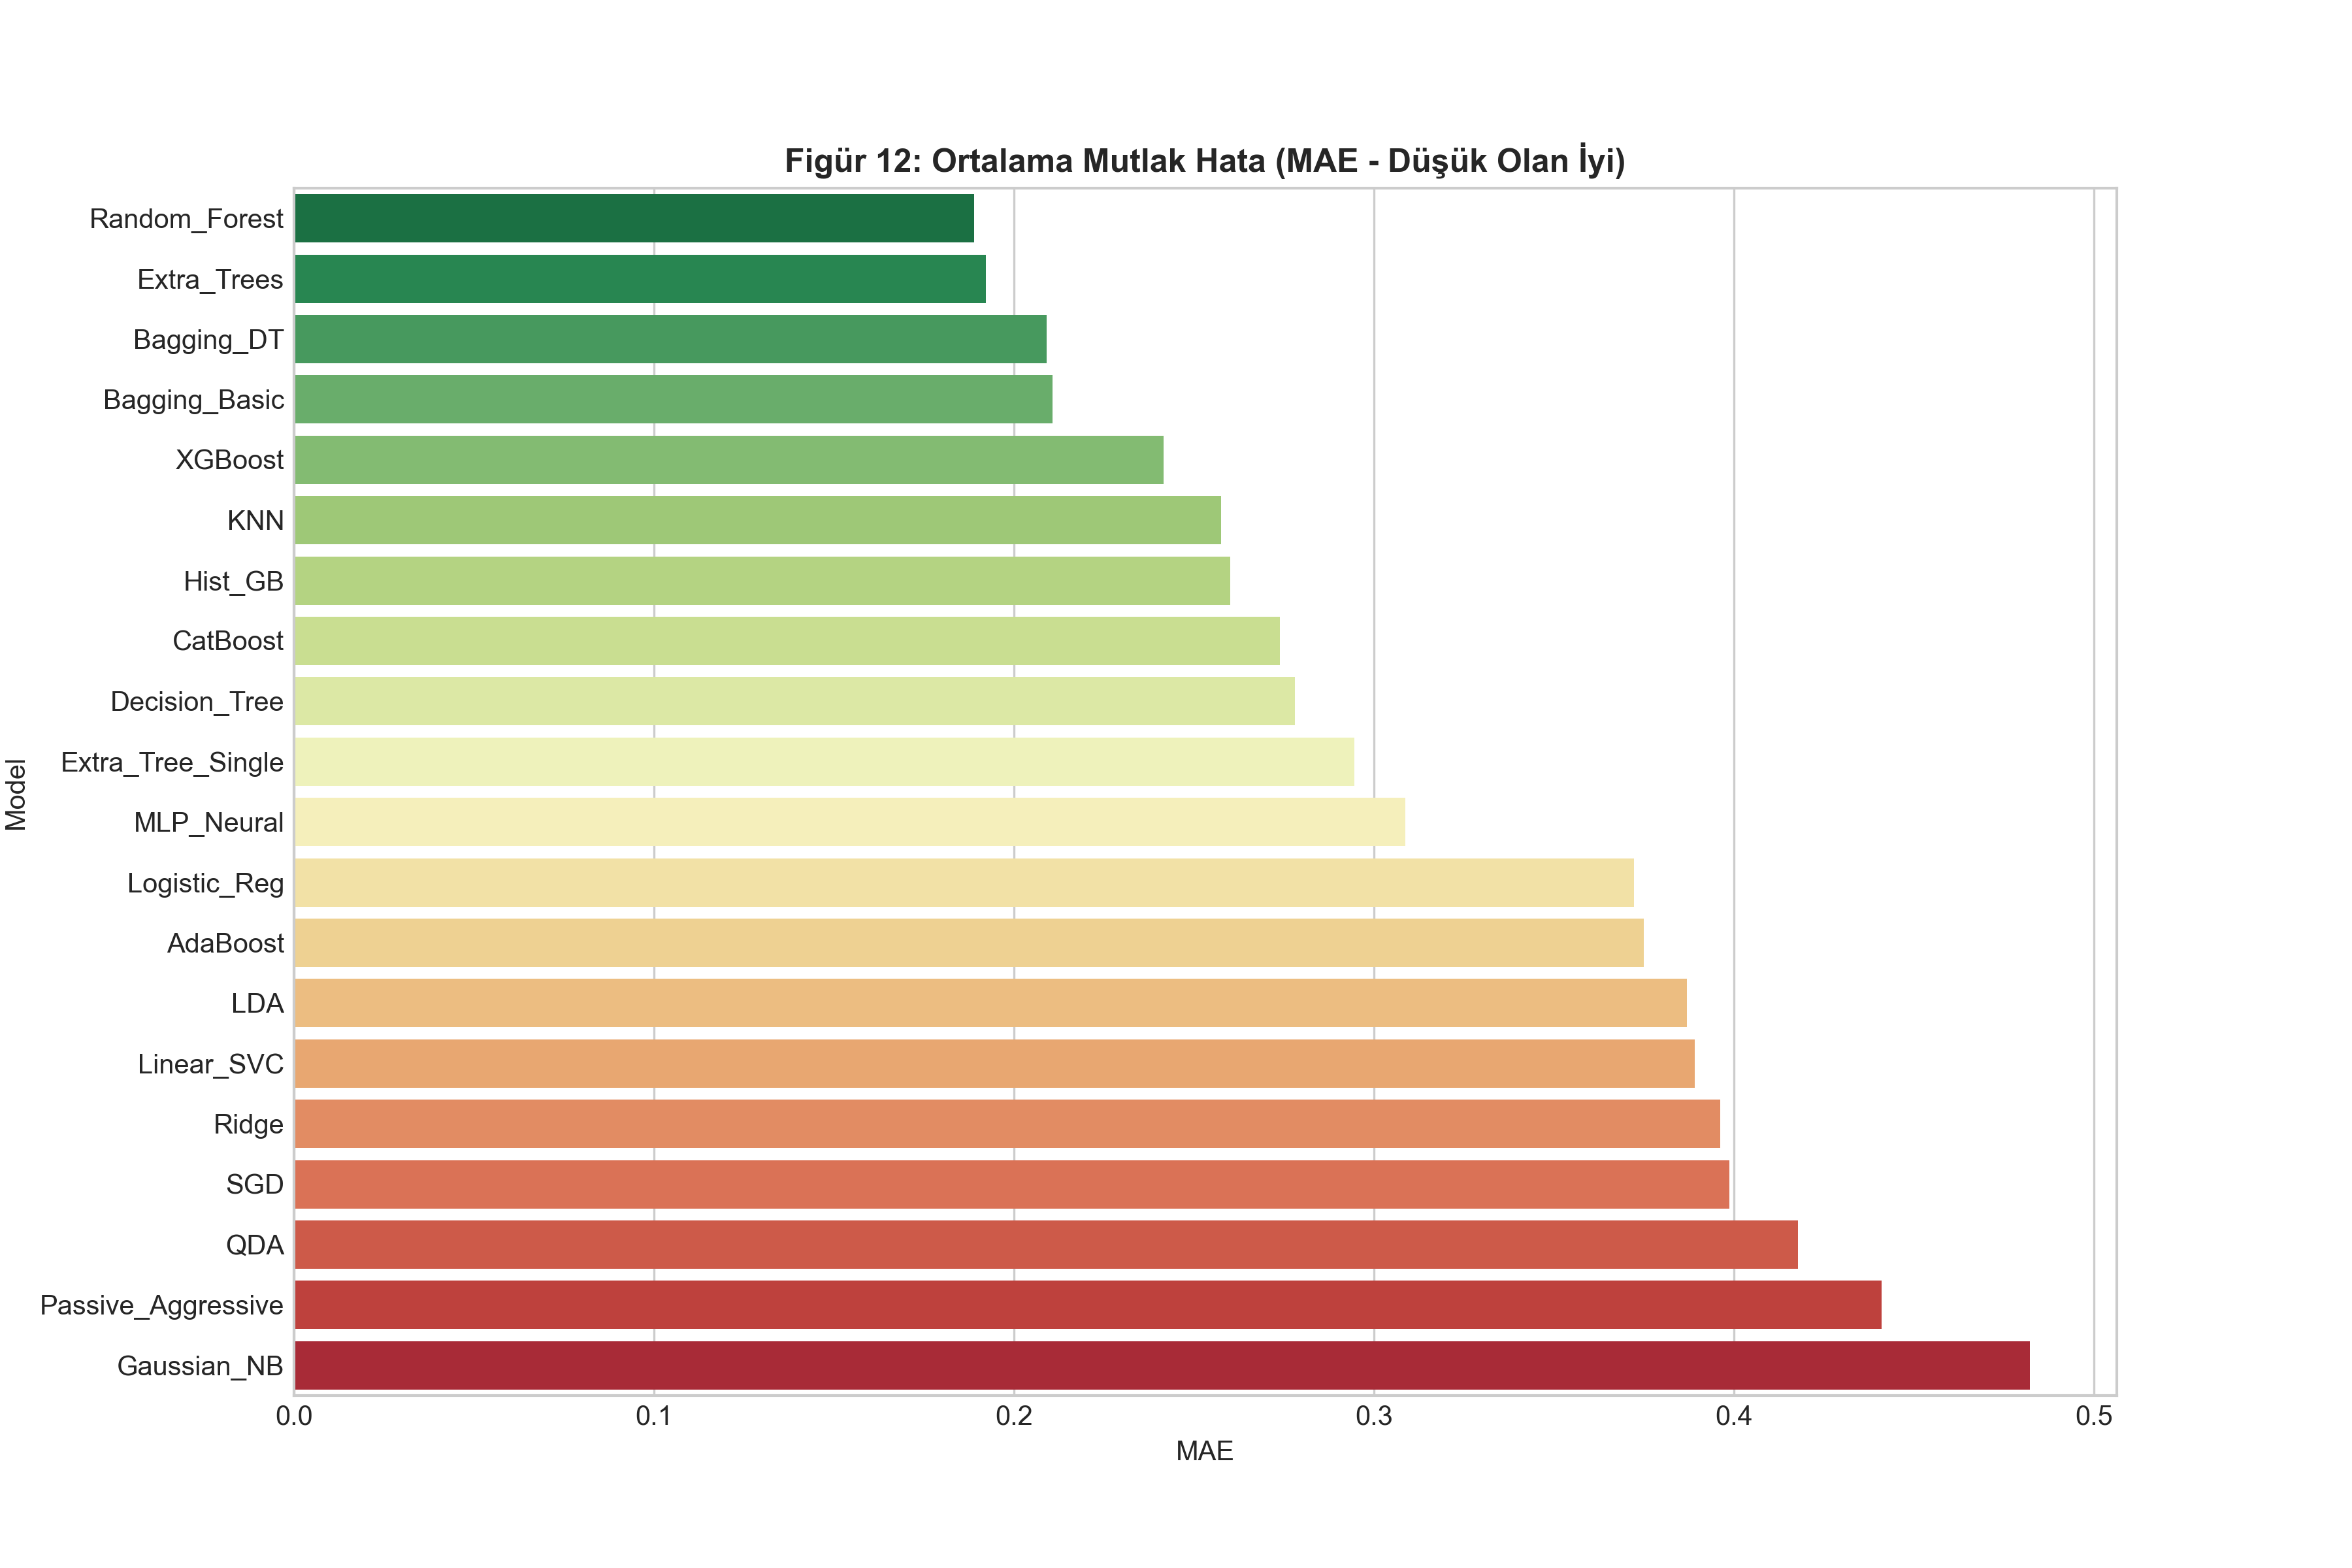 Figür 12: Ortalama Mutlak Hata (MAE - Düşük Olan İyi)
Model
Random_Forest
Extra_Trees
Bagging_DT
Bagging_Basic
XGBoost
KNN
Hist_GB
CatBoost
Decision_Tree
Extra_Tree_Single
MLP_Neural
Logistic_Reg
AdaBoost
LDA
Linear_SVC
Ridge
SGD
QDA
Passive_Aggressive
Gaussian_NB
0.0 0.1 0.2 0.3 0.4 0.5
MAE